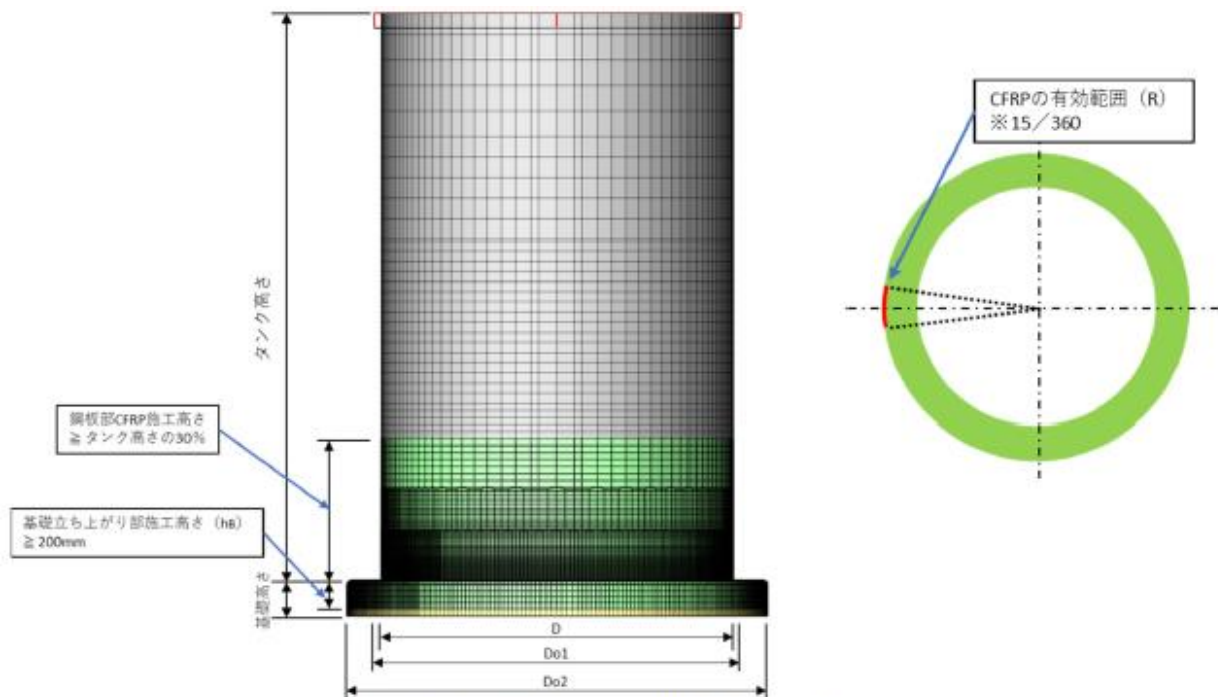 CFRPの有効範囲（R）
※15／360
タンク高さ
鋼板部CFRP施工高さ
≧タンク高さの30%
基礎立ち上がり部施工高さ（hB）
≧200mm
基礎高さ
D
Do1
Do2